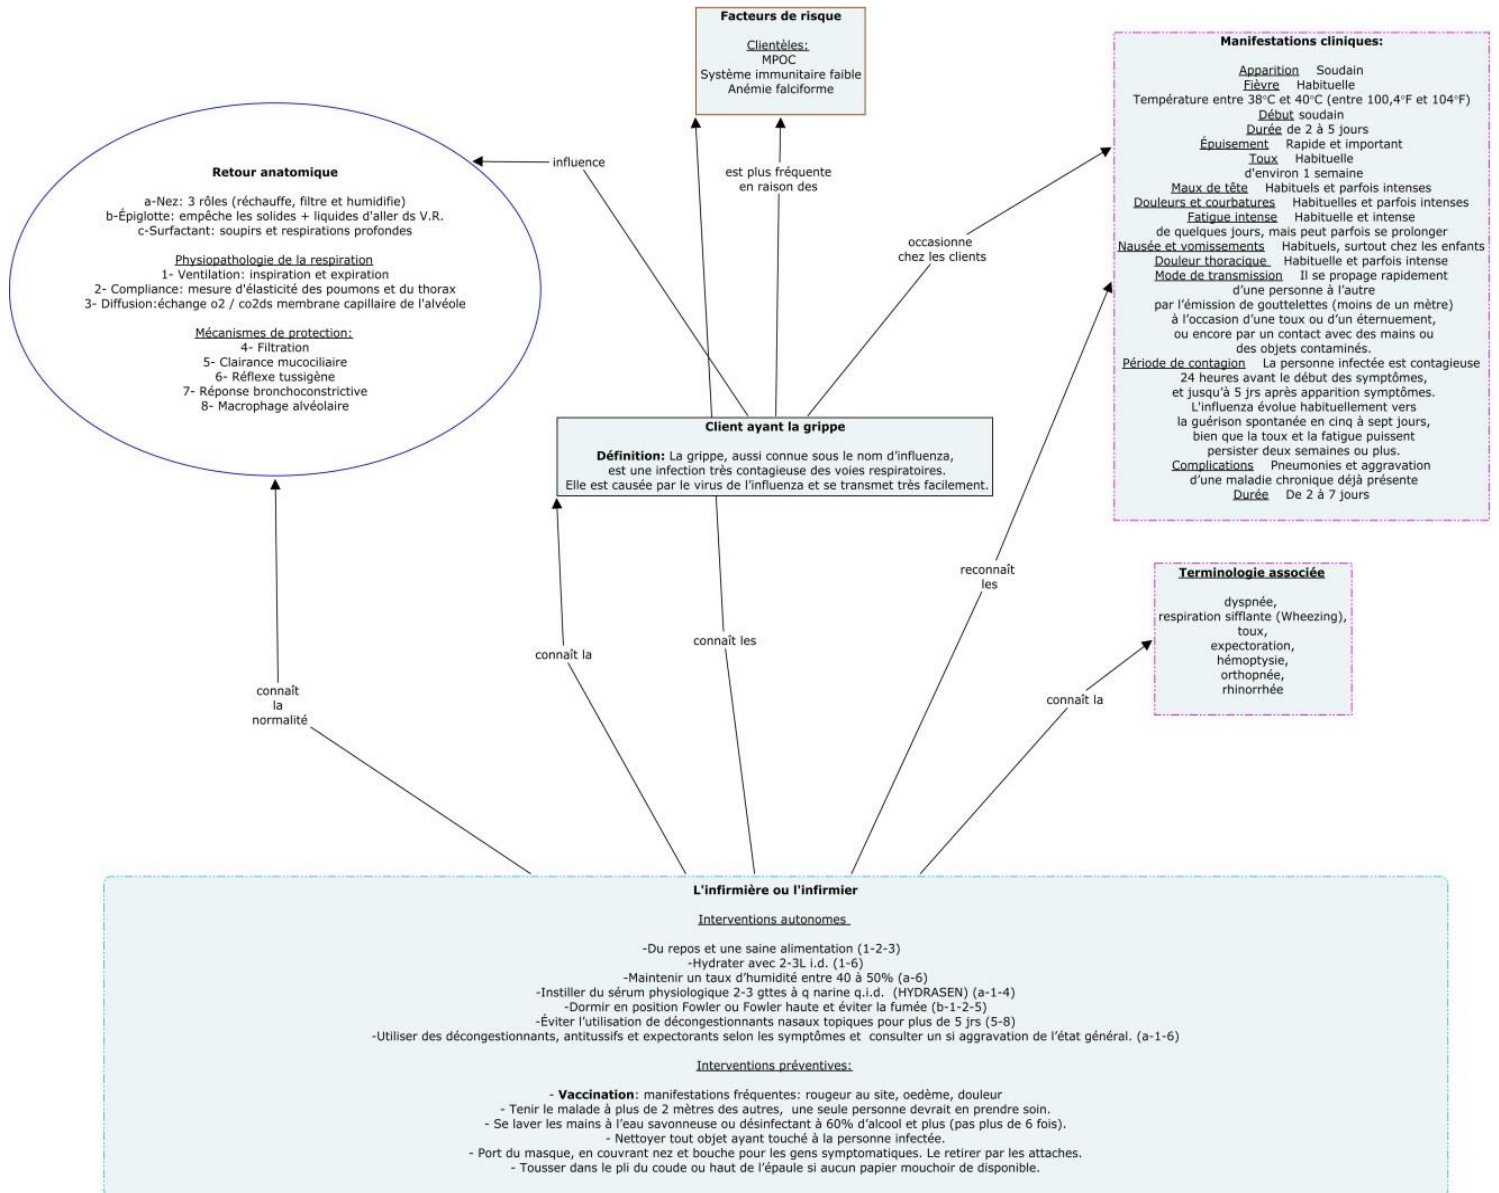 Facteurs de risque
Clientèles:
MPOC
Système immunitaire faible
Anémie falciforme
Manifestations cliniques:
Apparition Soudain
Fièvre Habituelle
Température entre 38°C et 40°C (entre 100,4°F et 104°F)
Début soudain
Durée de 2 à 5 jours
Épuisement Rapide et important
Toux Habituelle
d'environ 1 semaine
Maux de tête Habituels et parfois intenses
Douleurs et courbatures Habituelles et parfois intenses
Fatigue intense Habituelle et intense
de quelques jours, mais peut parfois se prolonger
Nausée et vomissements Habituels, surtout chez les enfants
Douleur thoracique Habituelle et parfois intense
Mode de transmission Il se propage rapidement
d'une personne à l'autre
par l'émission de gouttelettes (moins de un mètre)
à l'occasion d'une toux ou d'un éternuement,
ou encore par un contact avec des mains ou
des objets contaminés.
Période de contagion La personne infectée est contagieuse
24 heures avant le début des symptômes,
et jusqu'à 5 jrs après apparition symptômes.
L'influenza évolue habituellement vers
la guérison spontanée en cinq à sept jours,
bien que la toux et la fatigue puissent
persister deux semaines ou plus.
Complications Pneumonies et aggravation
d'une maladie chronique déjà présente
Durée De 2 à 7 jours
Retour anatomique
a-Nez: 3 rôles (réchauffe, filtre et humidifie)
b-Épiglotte: empêche les solides + liquides d'aller ds V.R.
c-Surfactant: soupirs et respirations profondes
Physiopathologie de la respiration
1- Ventilation: inspiration et expiration
2- Compliance: mesure d'élasticité des poumons et du thorax
3- Diffusion:échange o2 / co2ds membrane capillaire de l'alvéole
Mécanismes de protection:
4- Filtration
5- Clairance mucociliaire
6- Réflexe tussigène
7- Réponse bronchoconstrictive
8- Macrophage alvéolaire
influence
est plus fréquente
en raison des
occasionne
chez les clients
Client ayant la grippe
Définition: La grippe, aussi connue sous le nom d'influenza,
est une infection très contagieuse des voies respiratoires.
Elle est causée par le virus de l'influenza et se transmet très facilement.
reconnaît
les
Terminologie associée
dyspnée,
respiration sifflante (Wheezing),
toux,
expectoration,
hémoptysie,
orthopnée,
rhinorrhée
connaît les
connaît la
connaît
la
normalité
connaît la
L'infirmière ou l'infirmier
Interventions autonomes
-Du repos et une saine alimentation (1-2-3)
-Hydrater avec 2-3L i.d. (1-6)
-Maintenir un taux d'humidité entre 40 à 50% (a-6)
-Instiller du sérum physiologique 2-3 gttes à q narine q.i.d. (HYDRASEN) (a-1-4)
-Dormir en position Fowler ou Fowler haute et éviter la fumée (b-1-2-5)
-Éviter l'utilisation de décongestionnants nasaux topiques pour plus de 5 jrs (5-8)
-Utiliser des décongestionnants, antitussifs et expectorants selon les symptômes et consulter un si aggravation de l'état général. (a-1-6)
Interventions préventives:
- Vaccination: manifestations fréquentes: rougeur au site, oedème, douleur
- Tenir le malade à plus de 2 mètres des autres, une seule personne devrait en prendre soin.
- Se laver les mains à l'eau savonneuse ou désinfectant à 60% d'alcool et plus (pas plus de 6 fois).
- Nettoyer tout objet ayant touché à la personne infectée.
- Port du masque, en couvrant nez et bouche pour les gens symptomatiques. Le retirer par les attaches.
- Tousser dans le pli du coude ou haut de l'épaule si aucun papier mouchoir de disponible.